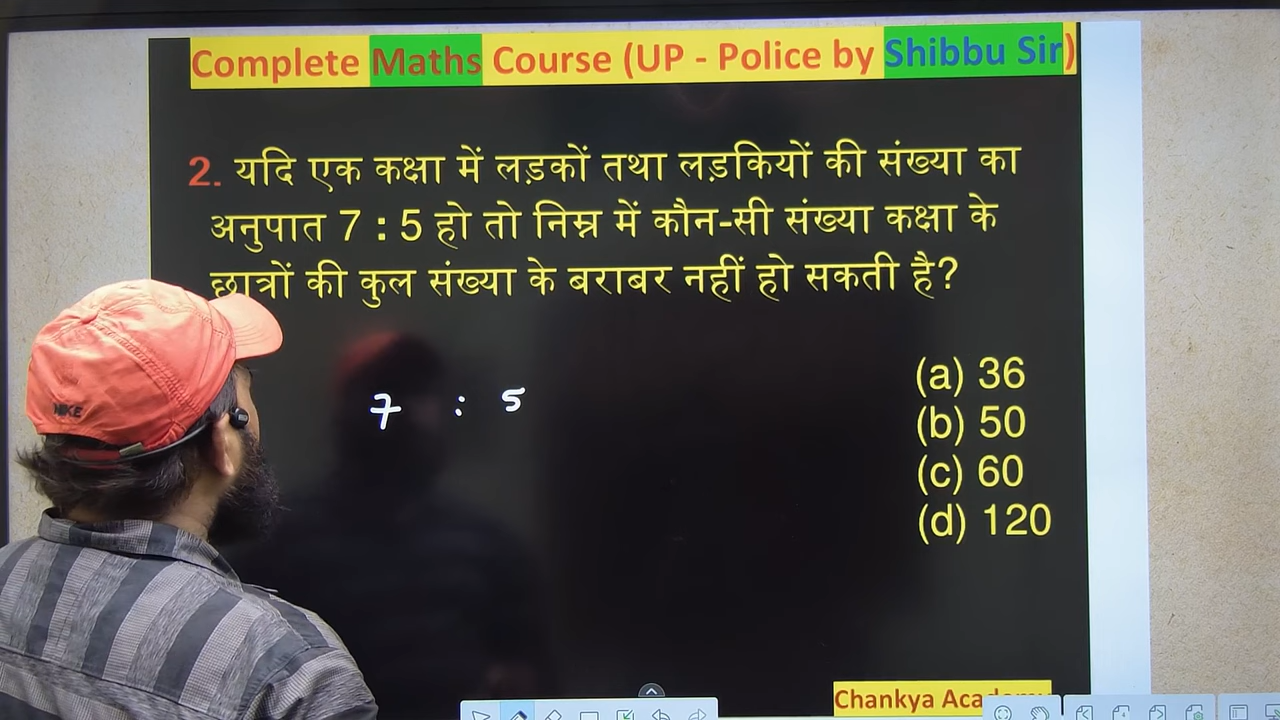 Complete Maths Course (UP - Police by Shibbu Sir)
2. यदि एक कक्षा में लड़कों तथा लड़कियों की संख्या का
अनुपात 7 : 5 हो तो निम्न में कौन-सी संख्या कक्षा के
छात्रों की कुल संख्या के बराबर नहीं हो सकती है?
7 : 5
(a) 36
(b) 50
(c) 60
(d) 120
NIKE
Chankya